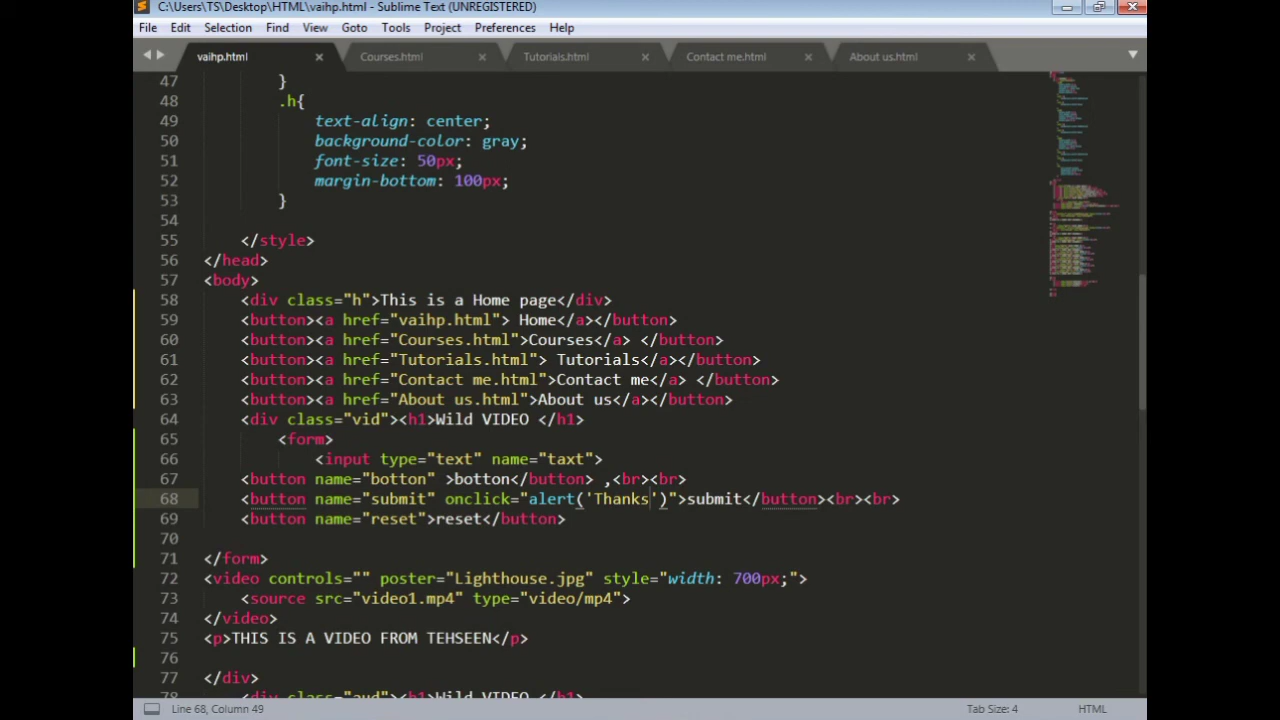 C:\Users\TS\Desktop\HTML\vaihp.html - Sublime Text (UNREGISTERED)
File Edit Selection Find View Goto Tools Project Preferences Help
vaihp.html Courses.html Tutorials.html Contact me.html About us.html
47 }
48 .h{
49 text-align: center;
50 background-color: gray;
51 font-size: 50px;
52 margin-bottom: 100px;
53 }
54
55 </style>
56 </head>
57 <body>
58 <div class="h">This is a Home page</div>
59 <button><a href="vaihp.html"> Home</a></button>
60 <button><a href="Courses.html">Courses</a> </button>
61 <button><a href="Tutorials.html"> Tutorials</a></button>
62 <button><a href="Contact me.html">Contact me</a> </button>
63 <button><a href="About us.html">About us</a></button>
64 <div class="vid"><h1>Wild VIDEO </h1>
65 <form>
66 <input type="text" name="taxt">
67 <button name="botton" >botton</button> ,<br><br>
68 <button name="submit" onclick="alert('Thanks')">submit</button><br><br>
69 <button name="reset">reset</button>
70
71 </form>
72 <video controls="" poster="Lighthouse.jpg" style="width: 700px;">
73 <source src="video1.mp4" type="video/mp4">
74 </video>
75 <p>THIS IS A VIDEO FROM TEHSEEN</p>
76
77 </div>
78 <div class="aud"><h1>Wild VIDEO </h1>
Line 68, Column 49 Tab Size: 4 HTML